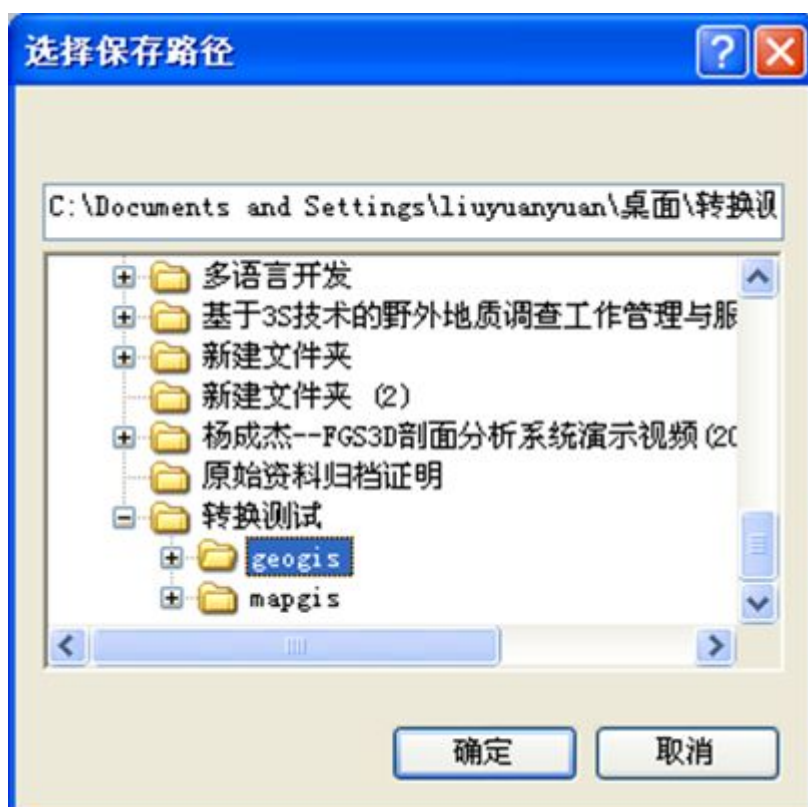 选择保存路径
C:\Documents and Settings\liuyuanyuan\桌面\转换测
多语言开发
基于3S技术的野外地质调查工作管理与服
新建文件夹
新建文件夹 (2)
杨成杰--FGS3D剖面分析系统演示视频(20
原始资料归档证明
转换测试
geogis
mapgis
确定 取消